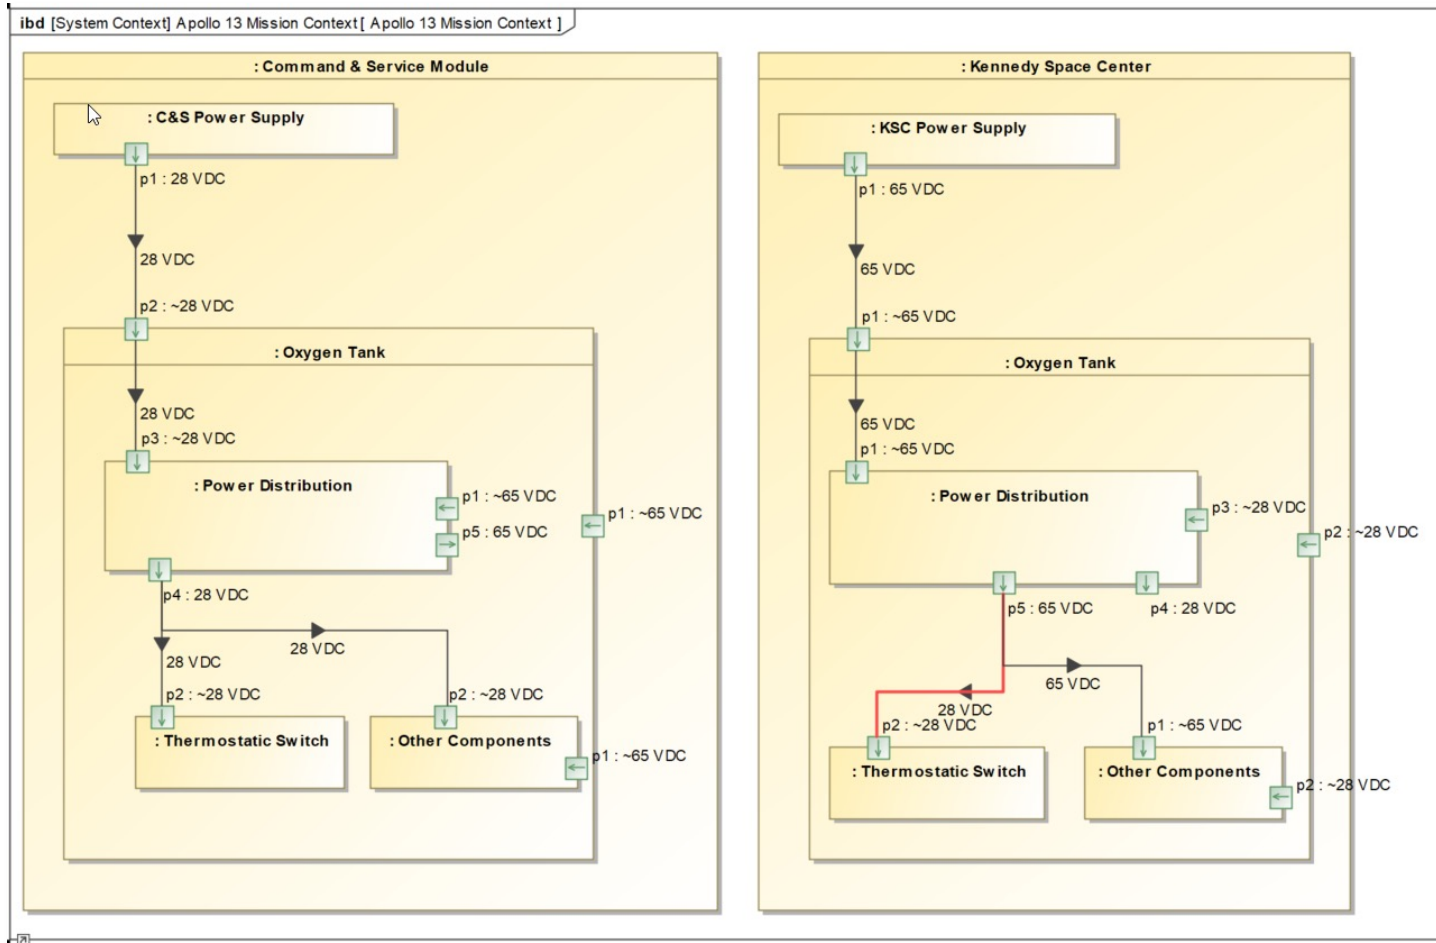 ibd [System Context] Apollo 13 Mission Context [ Apollo 13 Mission Context ]
: Command & Service Module
: C&S Power Supply
p1 : 28 VDC
28 VDC
p2 : ~28 VDC
: Oxygen Tank
28 VDC
p3 : ~28 VDC
: Power Distribution
p1 : ~65 VDC
p5 : 65 VDC
p1 : ~65 VDC
p4 : 28 VDC
28 VDC
28 VDC
p2 : ~28 VDC
p2 : ~28 VDC
: Thermostatic Switch
: Other Components
p1 : ~65 VDC
: Kennedy Space Center
: KSC Power Supply
p1 : 65 VDC
65 VDC
p1 : ~65 VDC
: Oxygen Tank
65 VDC
p1 : ~65 VDC
: Power Distribution
p3 : ~28 VDC
p2 : ~28 VDC
p5 : 65 VDC
p4 : 28 VDC
65 VDC
28 VDC
p2 : ~28 VDC
p1 : ~65 VDC
: Thermostatic Switch
: Other Components
p2 : ~28 VDC